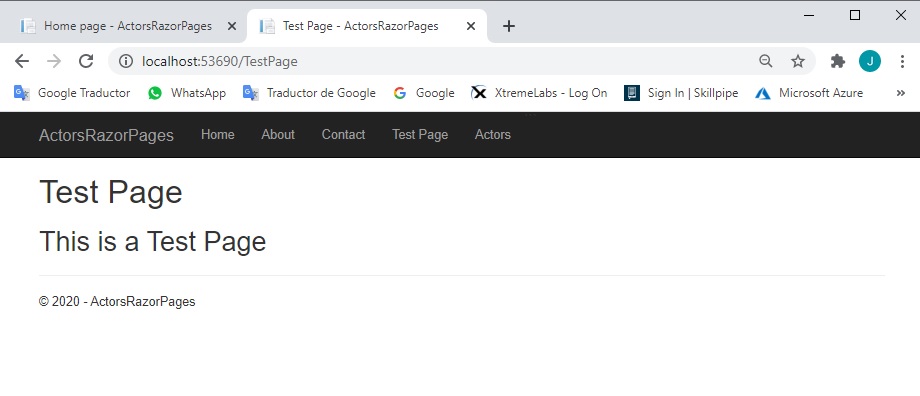 Home page - ActorsRazorPages
Test Page - ActorsRazorPages
localhost:53690/TestPage
J
Google Traductor WhatsApp Traductor de Google Google XtremeLabs - Log On Sign In | Skillpipe Microsoft Azure »
ActorsRazorPages Home About Contact Test Page Actors
Test Page
This is a Test Page
© 2020 - ActorsRazorPages